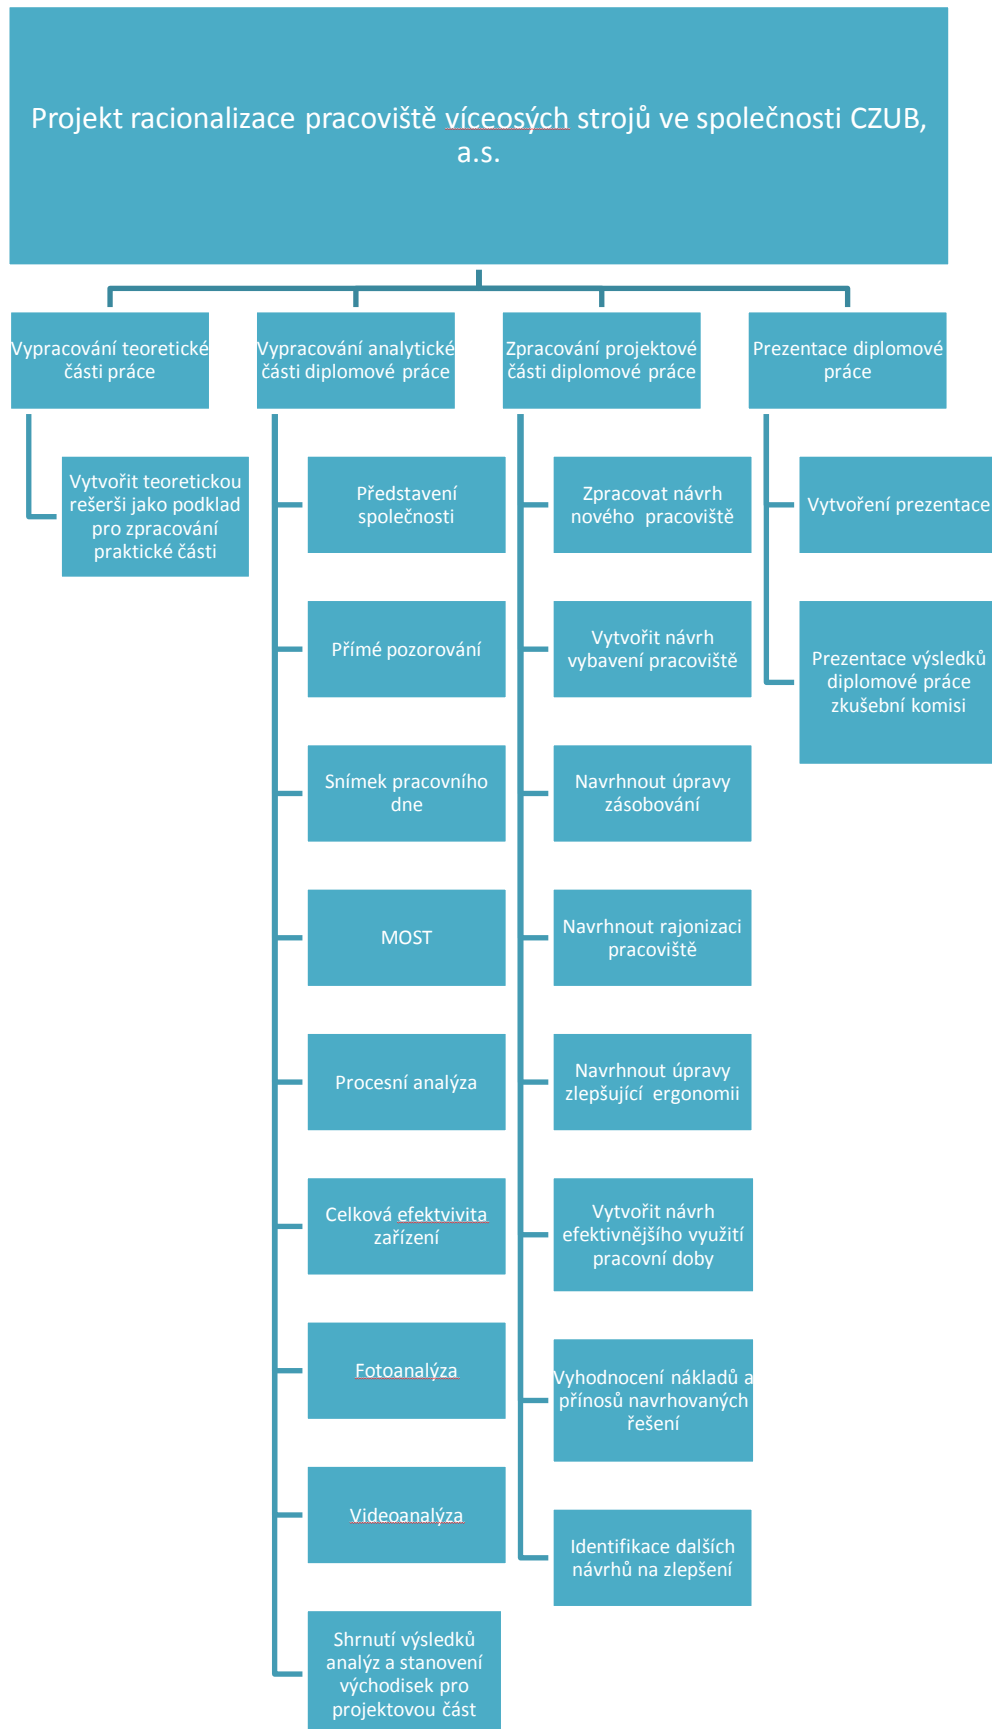 Projekt racionalizace pracoviště víceosých strojů ve společnosti CZUB,
a.s.
Vypracování teoretické
části práce
Vytvořit teoretickou
rešerši jako podklad
pro zpracování
praktické části
Vypracování analytické
části diplomové práce
Představení
společnosti
Přímé pozorování
Snímek pracovního
dne
MOST
Procesní analýza
Celková efektvivita
zařízení
Fotoanalýza
Videoanalýza
Shrnutí výsledků
analýz a stanovení
východisek pro
projektovou část
Zpracování projektové
části diplomové práce
Zpracovat návrh
nového pracoviště
Vytvořit návrh
vybavení pracoviště
Navrhnout úpravy
zásobování
Navrhnout rajonizaci
pracoviště
Navrhnout úpravy
zlepšující ergonomii
Vytvořit návrh
efektivnějšího využití
pracovní doby
Vyhodnocení nákladů a
přínosů navrhovaných
řešení
Identifikace dalších
návrhů na zlepšení
Prezentace diplomové
práce
Vytvoření prezentace
Prezentace výsledků
diplomové práce
zkušební komisi